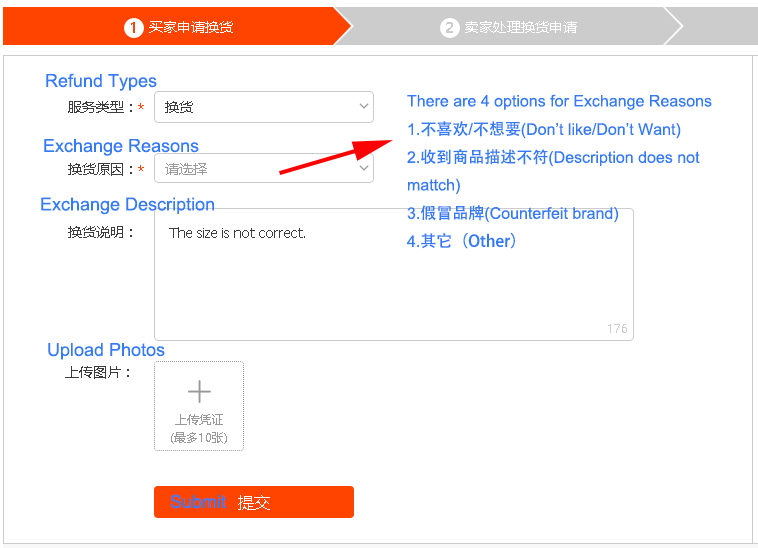 1 买家申请换货
2 卖家处理换货申请
Refund Types
服务类型：* 换货
There are 4 options for Exchange Reasons
1.不喜欢/不想要(Don't like/Don't Want)
Exchange Reasons
换货原因：* 请选择
2.收到商品描述不符(Description does not
mattch)
Exchange Description
3.假冒品牌(Counterfeit brand)
换货说明： The size is not correct.
4.其它（Other）
176
Upload Photos
上传图片：
上传凭证
(最多10张)
Submit 提交